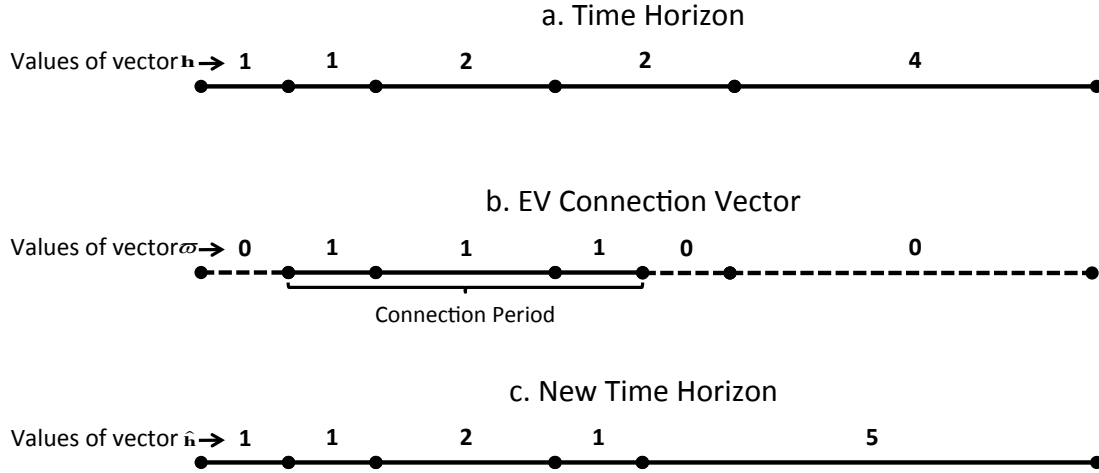 a. Time Horizon
Values of vector h → 1 1 2 2 4
b. EV Connection Vector
Values of vector ϖ → 0 1 1 1 0 0
Connection Period
c. New Time Horizon
Values of vector ĥ → 1 1 2 1 5